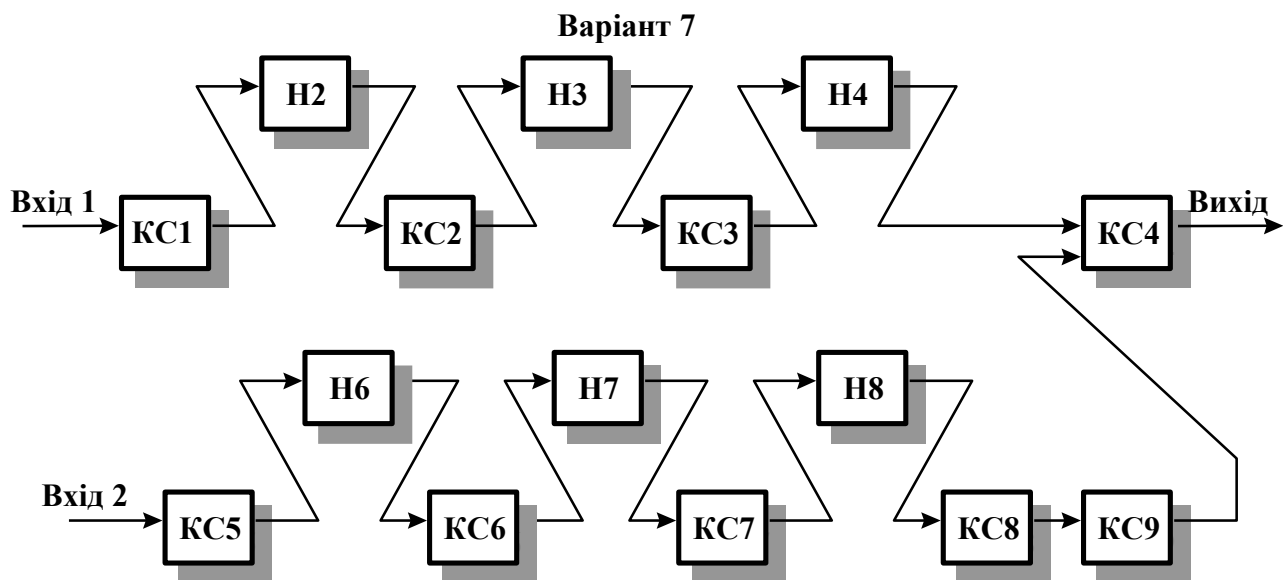 Варіант 7
Н2 Н3 Н4
Вхід 1 КС1 КС2 КС3 КС4 Вихід
Н6 Н7 Н8
Вхід 2 КС5 КС6 КС7 КС8 КС9